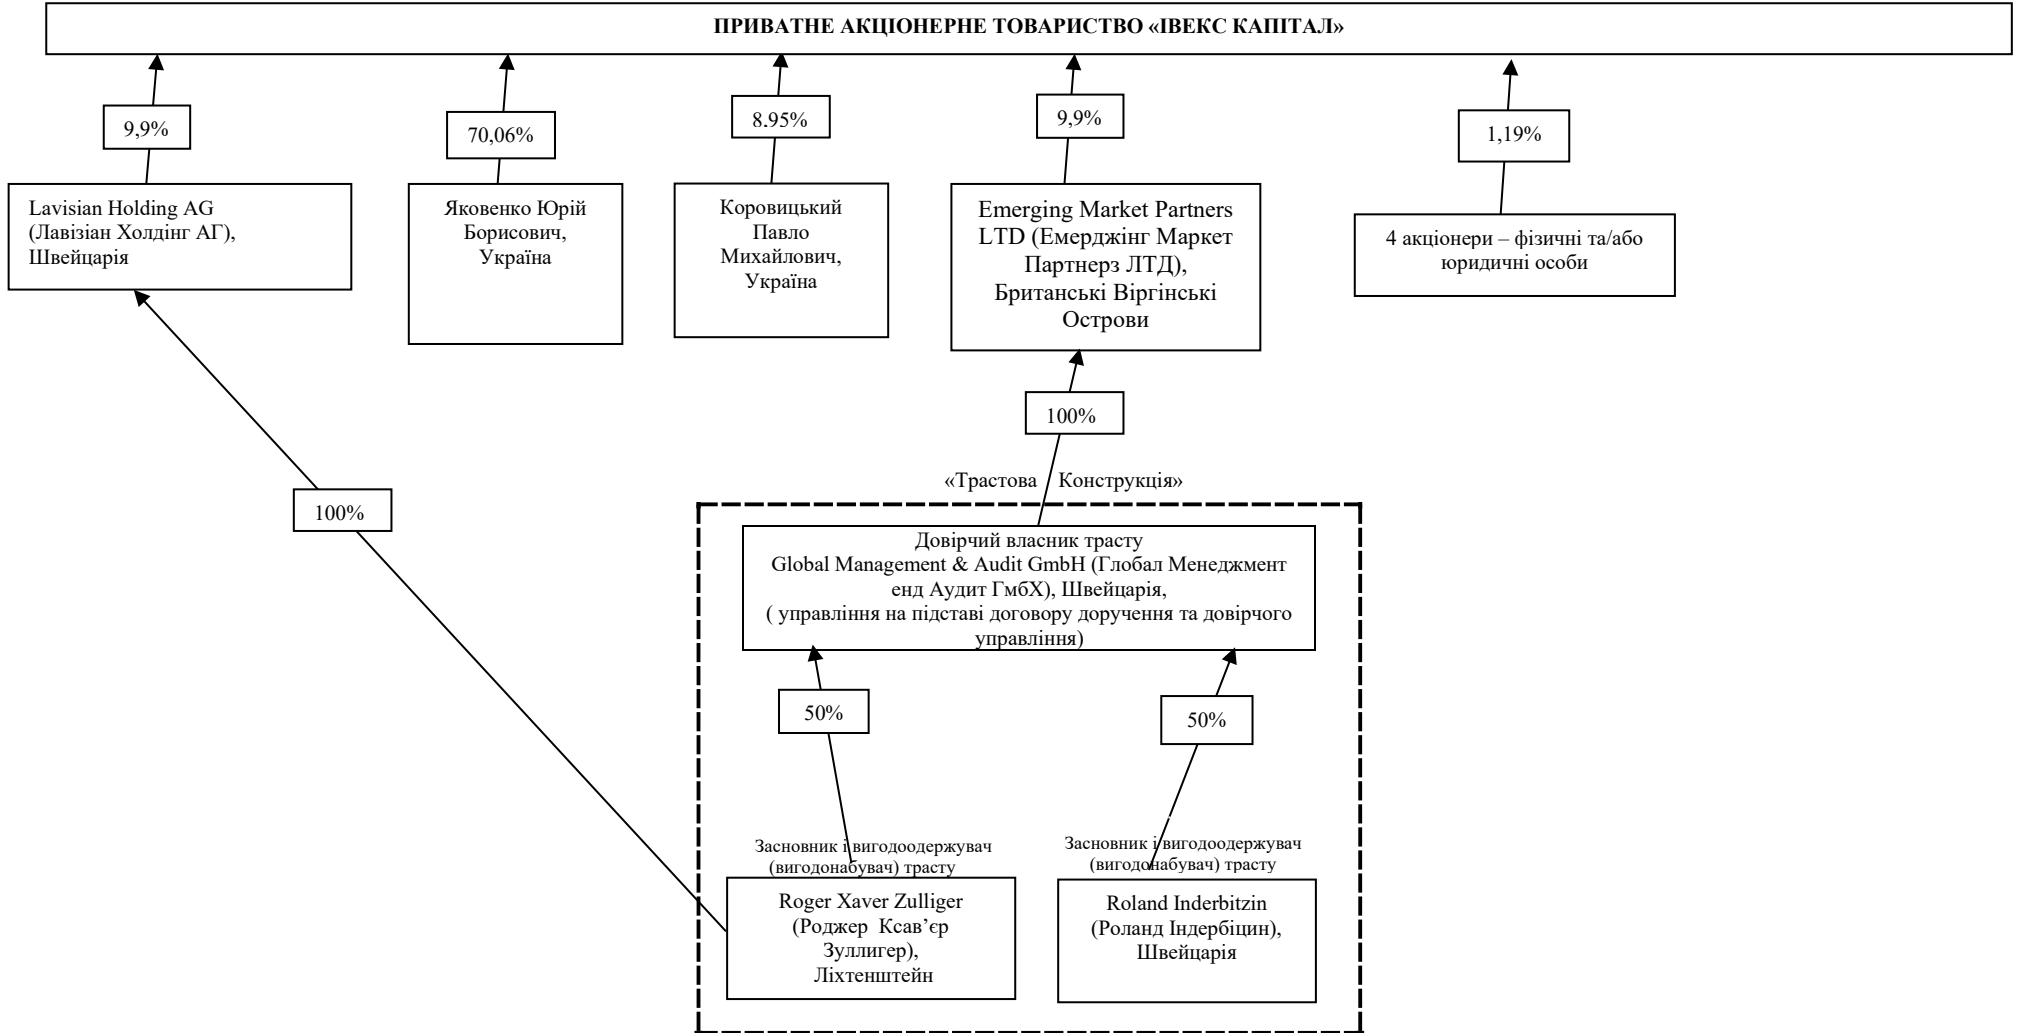 ПРИВАТНЕ АКЦІОНЕРНЕ ТОВАРИСТВО «ІВЕКС КАПІТАЛ»
9,9%
70,06%
8.95%
9,9%
1,19%
Lavisian Holding AG
(Лавізіан Холдінг АГ),
Швейцарія
Яковенко Юрій
Борисович,
Україна
Коровицький
Павло
Михайлович,
Україна
Emerging Market Partners
LTD (Емерджінг Маркет
Партнерз ЛТД),
Британські Віргінські
Острови
4 акціонери – фізичні та/або
юридичні особи
100%
«Трастова Конструкція»
100%
Довірчий власник трасту
Global Management & Audit GmbH (Глобал Менеджмент
енд Аудит ГмбХ), Швейцарія,
( управління на підставі договору доручення та довірчого
управління)
50%
50%
Засновник і вигодоодержувач
(вигодонабувач) трасту
Засновник і вигодоодержувач
(вигодонабувач) трасту
Roger Xaver Zulliger
(Роджер Ксав’єр
Зуллигер),
Ліхтенштейн
Roland Inderbitzin
(Роланд Індербіцин),
Швейцарія